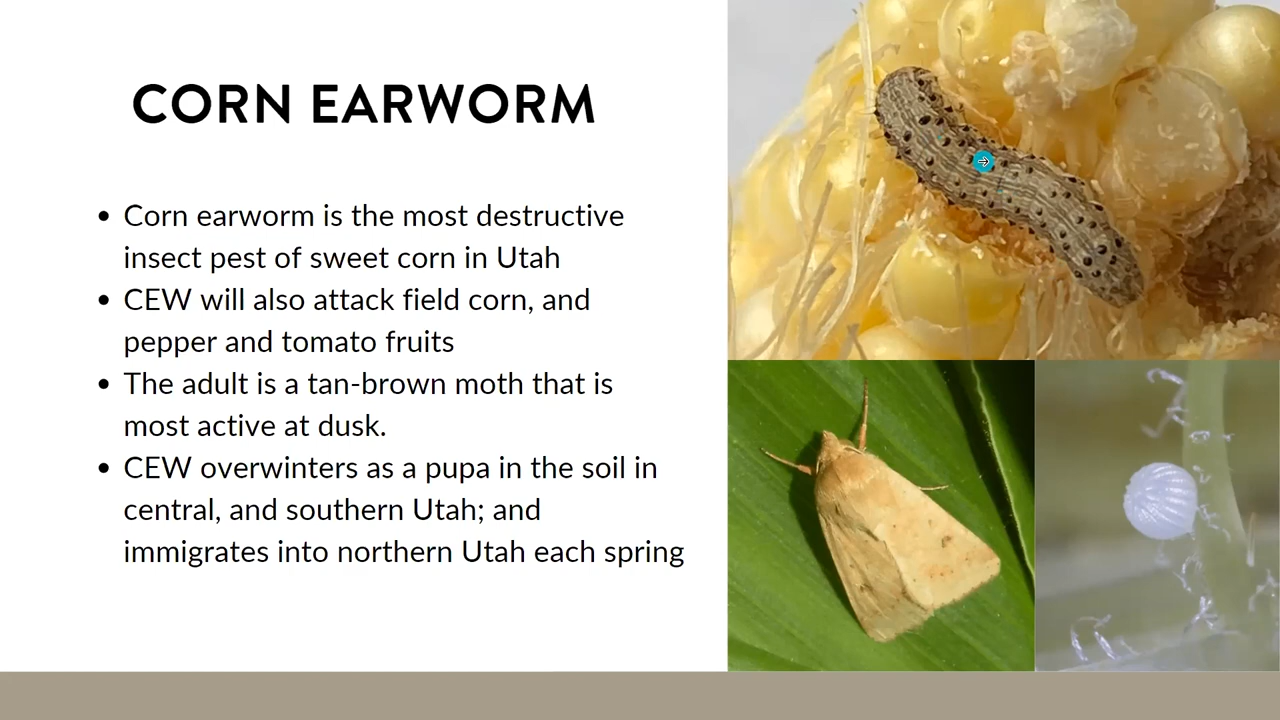 CORN EARWORM
• Corn earworm is the most destructive
insect pest of sweet corn in Utah
• CEW will also attack field corn, and
pepper and tomato fruits
• The adult is a tan-brown moth that is
most active at dusk.
• CEW overwinters as a pupa in the soil in
central, and southern Utah; and
immigrates into northern Utah each spring